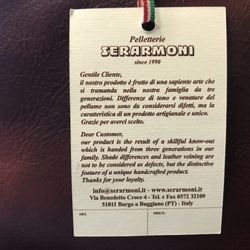 Pelletterie
SERARMONI
since 1990
Gentile Cliente,
il nostro prodotto è frutto di una sapiente arte che
si tramanda nella nostra famiglia da tre
generazioni. Differenze di tono e venature del
pellame non sono da considerarsi difetti, ma la
caratteristica di un prodotto artigianale e unico.
Grazie per averci scelto.
Dear Customer,
our product is the result of a skillful know-out
which is handed from three generations in our
family. Shade differences and leather veining are
not to be considered as defects, but the distinctive
feature of a unique handcrafted product.
Thanks for your loyalty.
info@serarmoni.it - www.serarmoni.it
Via Benedetto Croce 4 - Tel. e Fax 0572 32109
51011 Borgo a Buggiano (PT) - Italy
ART.
PRICE: